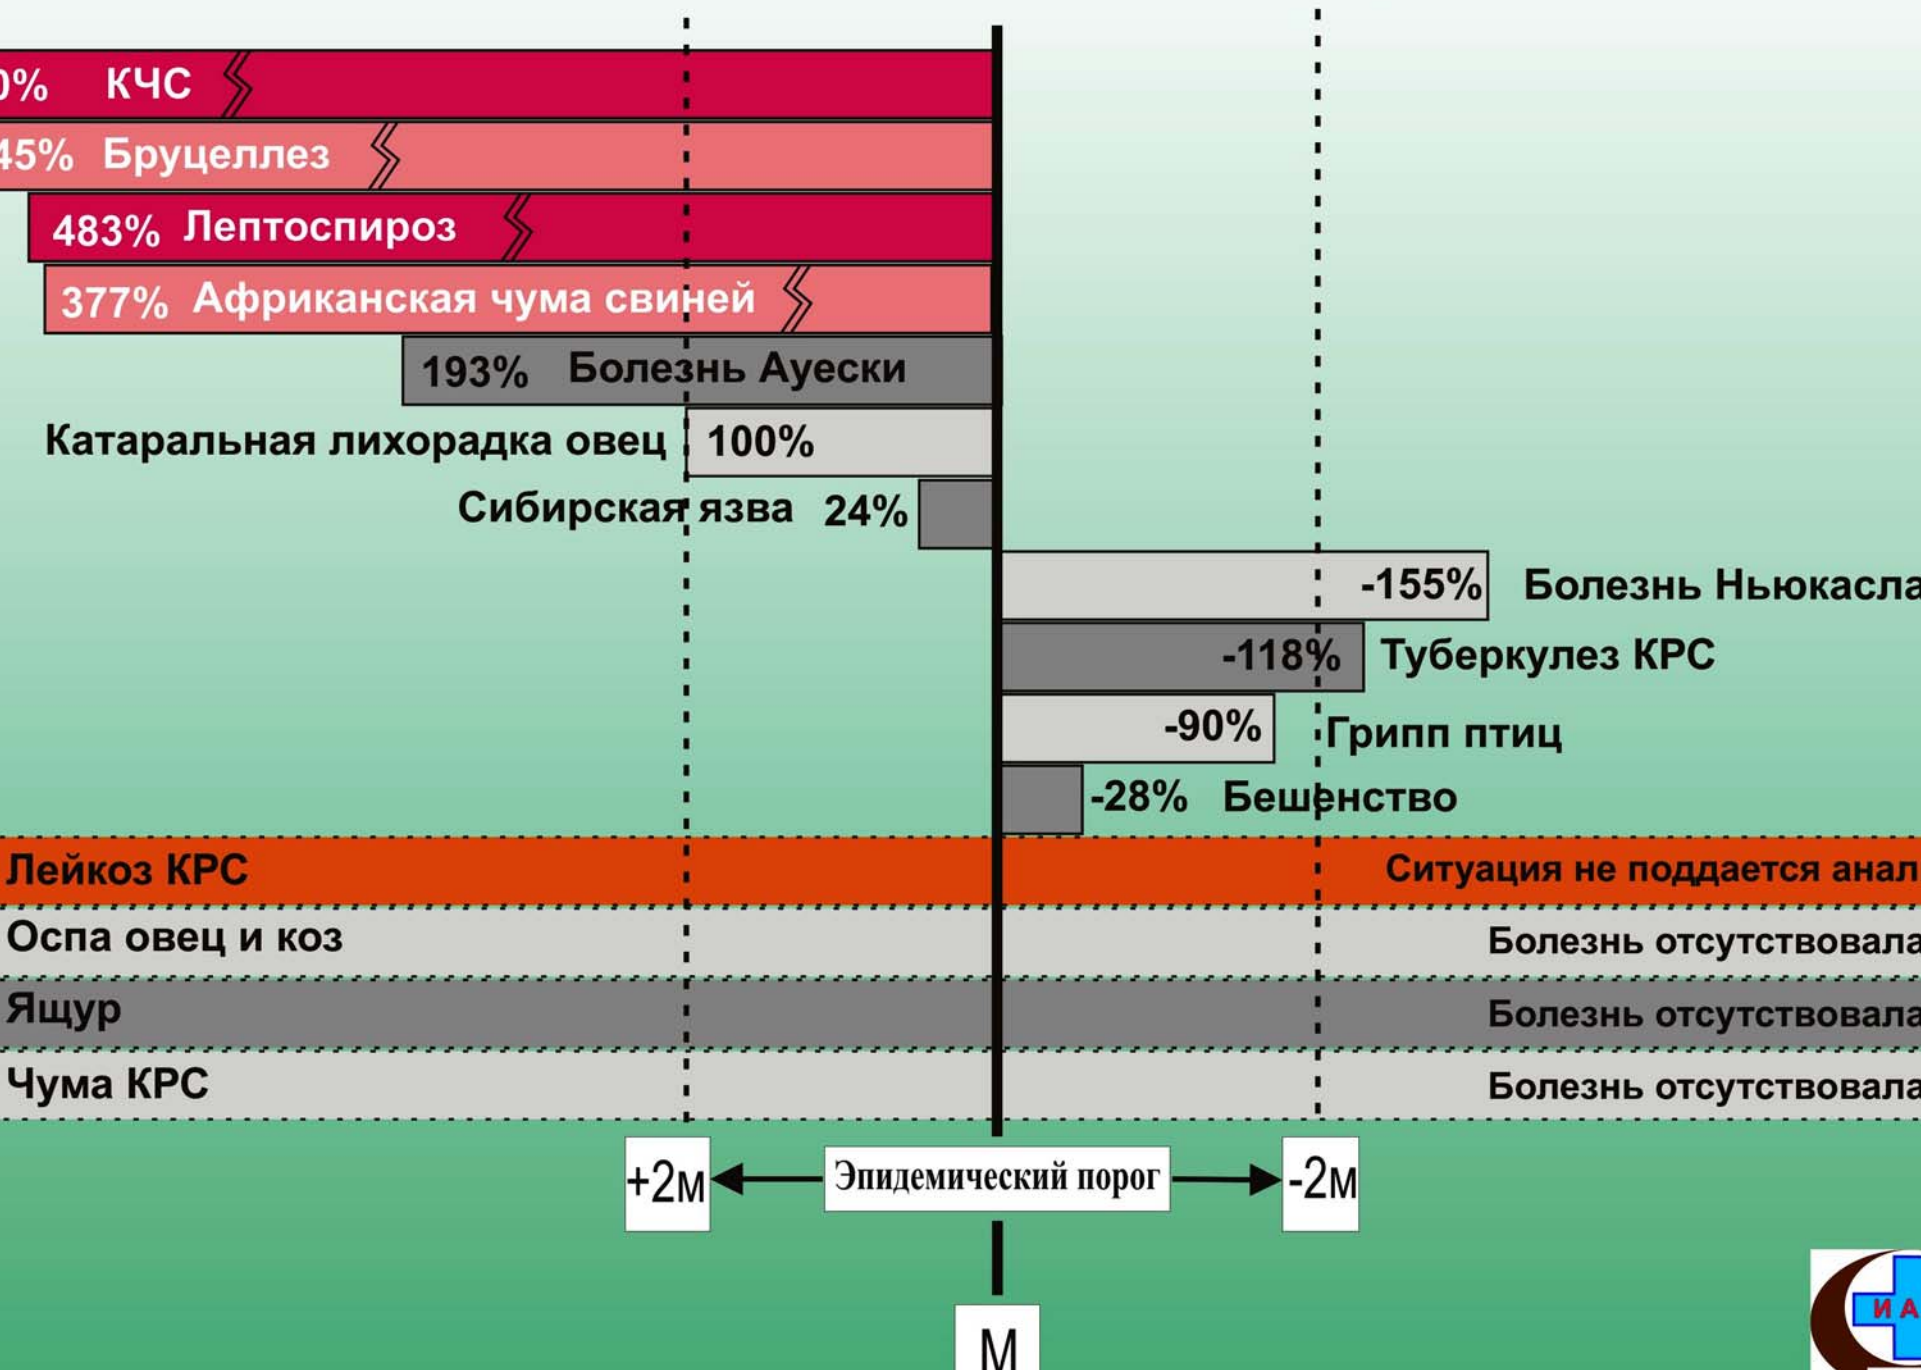 0% КЧС
45% Бруцеллез
483% Лептоспироз
377% Африканская чума свиней
193% Болезнь Ауески
Катаральная лихорадка овец 100%
Сибирская язва 24%
-155% Болезнь Ньюкасла
-118% Туберкулез КРС
-90% Грипп птиц
-28% Бешенство
Лейкоз КРС Ситуация не поддается анал
Оспа овец и коз Болезнь отсутствовала
Ящур Болезнь отсутствовала
Чума КРС Болезнь отсутствовала
+2м Эпидемический порог -2м
М
И А